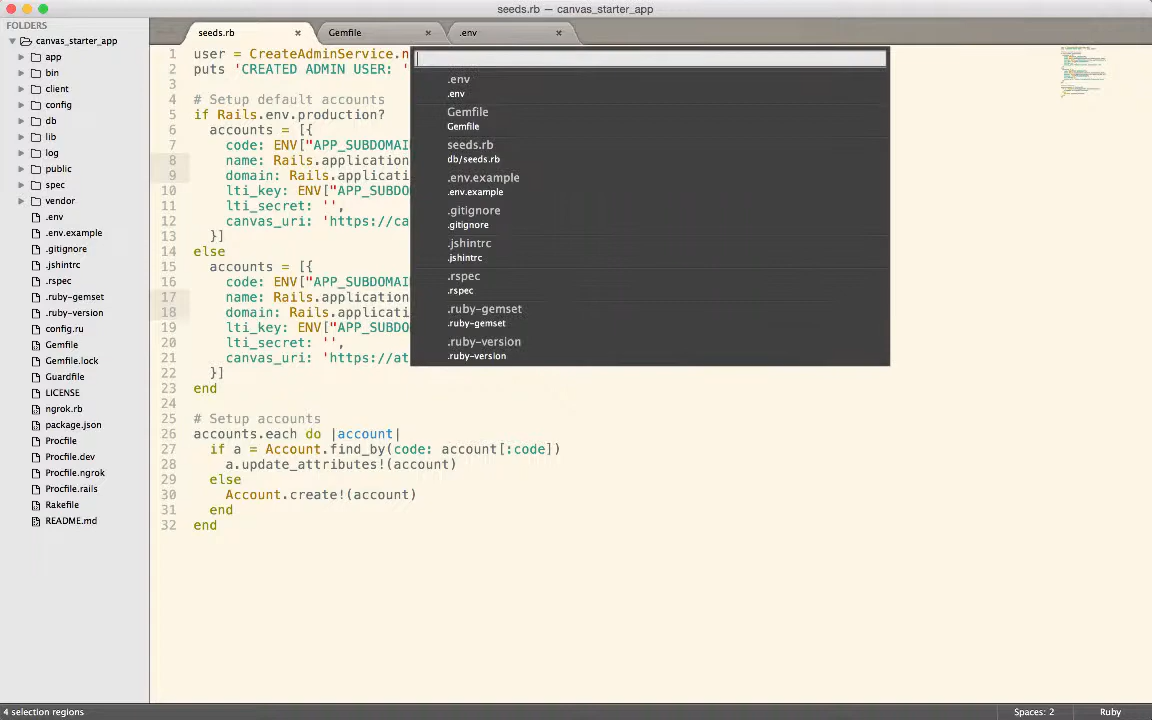 seeds.rb — canvas_starter_app
FOLDERS
canvas_starter_app
app
bin
client
config
db
lib
log
public
spec
vendor
.env
.env.example
.gitignore
.jshintrc
.rspec
.ruby-gemset
.ruby-version
config.ru
Gemfile
Gemfile.lock
Guardfile
LICENSE
ngrok.rb
package.json
Procfile
Procfile.dev
Procfile.ngrok
Procfile.rails
Rakefile
README.md
seeds.rb
Gemfile
.env
1 user = CreateAdminService.n
2 puts 'CREATED ADMIN USER: '
3
4 # Setup default accounts
5 if Rails.env.production?
6 accounts = [{
7 code: ENV["APP_SUBDOMAI
8 name: Rails.application
9 domain: Rails.applicati
10 lti_key: ENV["APP_SUBDO
11 lti_secret: '',
12 canvas_uri: 'https://ca
13 }]
14 else
15 accounts = [{
16 code: ENV["APP_SUBDOMAI
17 name: Rails.application
18 domain: Rails.applicati
19 lti_key: ENV["APP_SUBDO
20 lti_secret: '',
21 canvas_uri: 'https://at
22 }]
23 end
24
25 # Setup accounts
26 accounts.each do |account|
27 if a = Account.find_by(code: account[:code])
28 a.update_attributes!(account)
29 else
30 Account.create!(account)
31 end
32 end
.env
.env
Gemfile
Gemfile
seeds.rb
db/seeds.rb
.env.example
.env.example
.gitignore
.gitignore
.jshintrc
.jshintrc
.rspec
.rspec
.ruby-gemset
.ruby-gemset
.ruby-version
.ruby-version
4 selection regions
Spaces: 2
Ruby